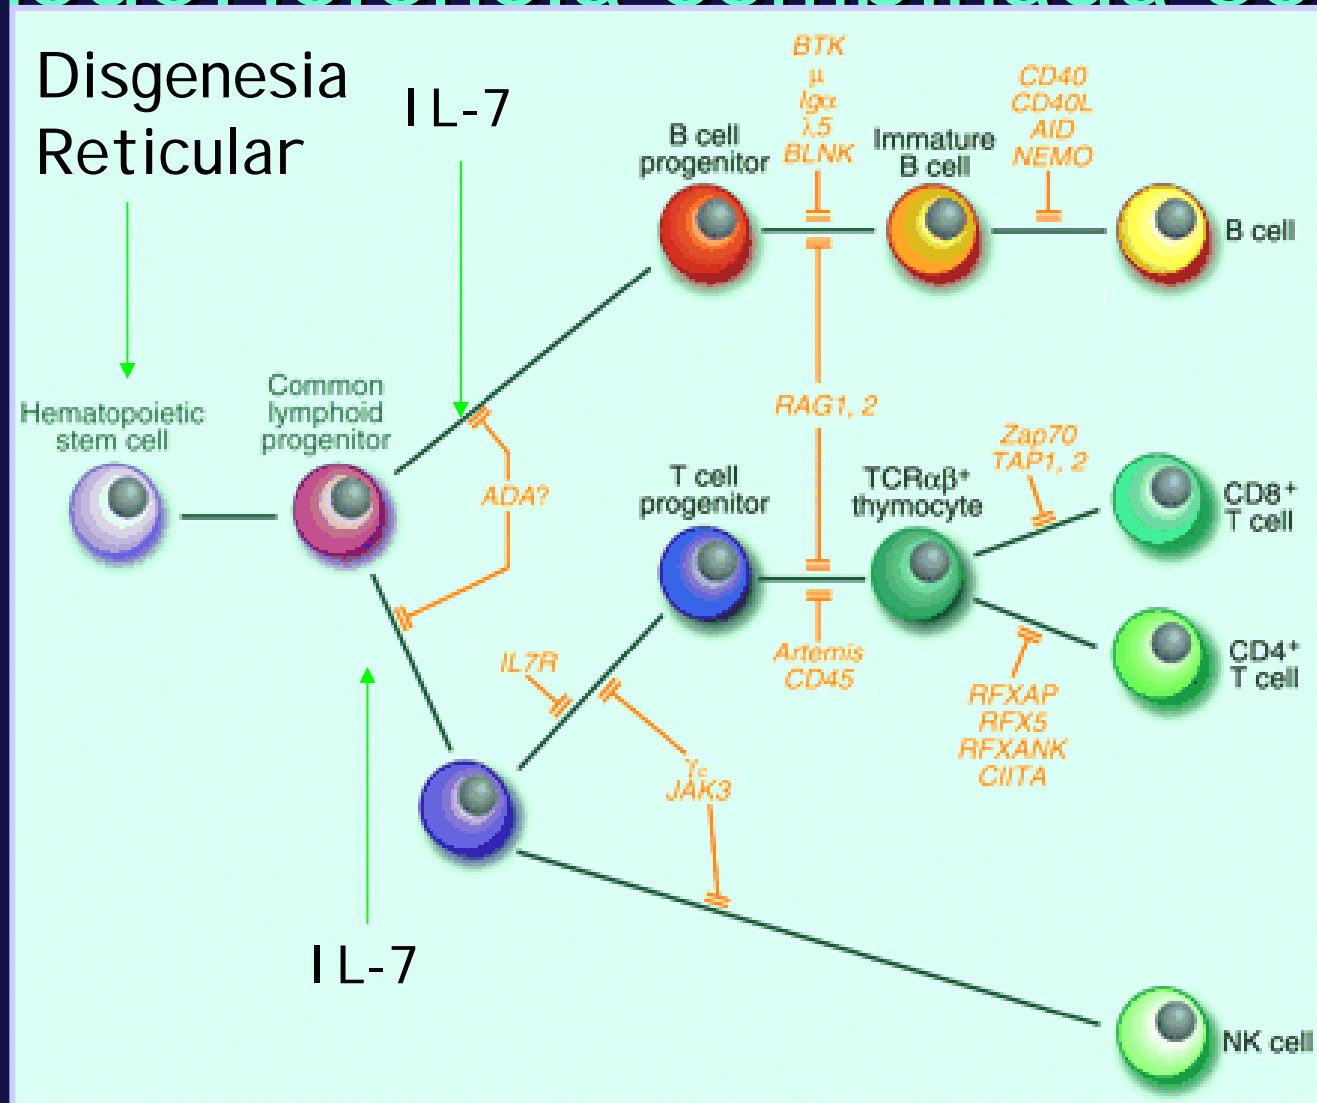 combinada
Disgenesia
Reticular
IL-7
BTK
μ
Igα
λ5
BLNK
CD40
CD40L
AID
NEMO
B cell
progenitor
Immature
B cell
B cell
Hematopoietic
stem cell
Common
lymphoid
progenitor
ADA?
RAG1, 2
T cell
progenitor
TCRαβ+
thymocyte
Zap70
TAP1, 2
CD8+
T cell
IL7R
Artemis
CD45
CD4+
T cell
RFXAP
RFX5
RFXANK
CIITA
γc
JAK3
IL-7
NK cell